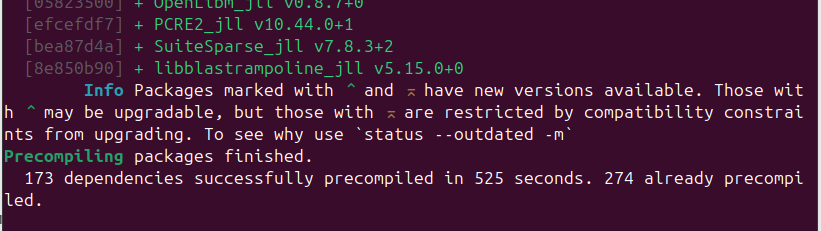 [05823500] + OpenLibm_jll v0.8.7+0
[efcefdf7] + PCRE2_jll v10.44.0+1
[bea87d4a] + SuiteSparse_jll v7.8.3+2
[8e850b90] + libblastrampoline_jll v5.15.0+0
Info Packages marked with ⌃ and ⌅ have new versions available. Those wit
h ⌃ may be upgradable, but those with ⌅ are restricted by compatibility constrai
nts from upgrading. To see why use `status --outdated -m`
Precompiling packages finished.
173 dependencies successfully precompiled in 525 seconds. 274 already precompi
led.